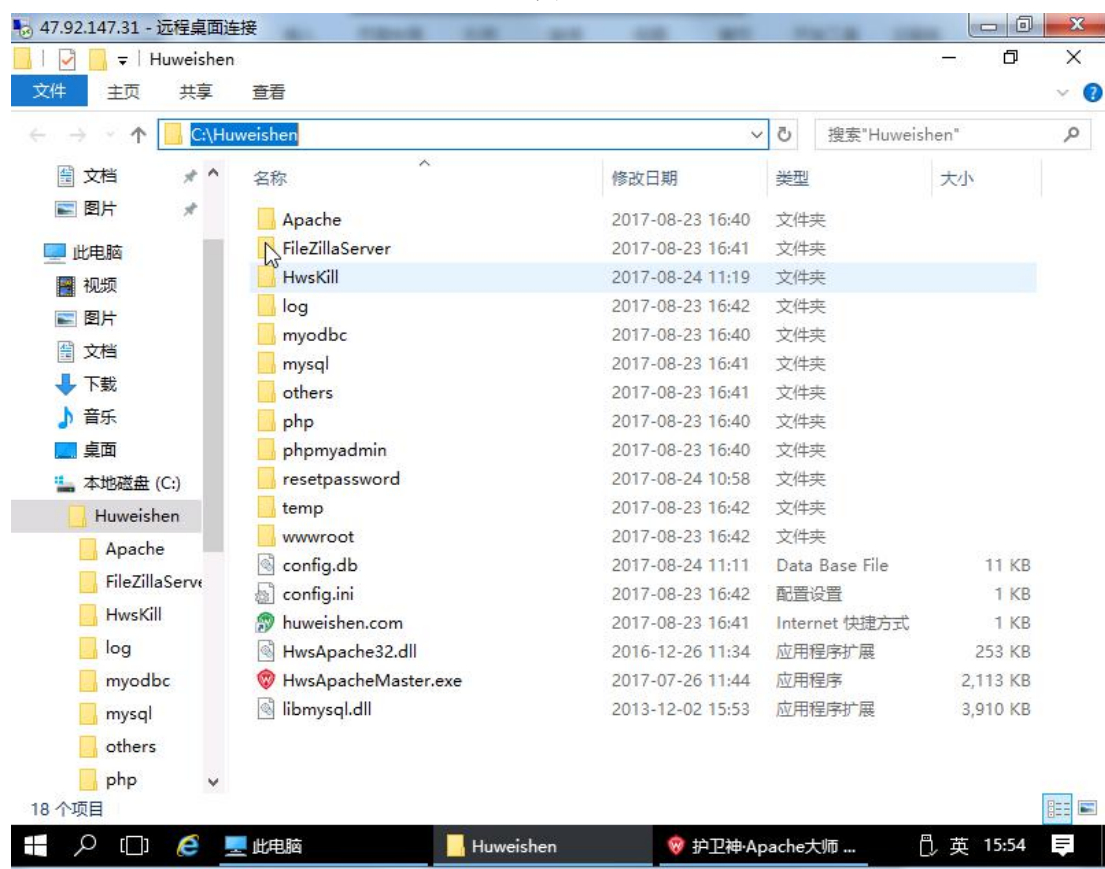 47.92.147.31 - 远程桌面连接
Huweishen
文件 主页 共享 查看
C:\Huweishen
搜索"Huweishen"
文档
图片
此电脑
视频
图片
文档
下载
音乐
桌面
本地磁盘 (C:)
Huweishen
Apache
FileZillaServe
HwsKill
log
myodbc
mysql
others
php
名称 修改日期 类型 大小
Apache 2017-08-23 16:40 文件夹
FileZillaServer 2017-08-23 16:41 文件夹
HwsKill 2017-08-24 11:19 文件夹
log 2017-08-23 16:42 文件夹
myodbc 2017-08-23 16:40 文件夹
mysql 2017-08-23 16:41 文件夹
others 2017-08-23 16:41 文件夹
php 2017-08-23 16:40 文件夹
phpmyadmin 2017-08-23 16:40 文件夹
resetpassword 2017-08-24 10:58 文件夹
temp 2017-08-23 16:42 文件夹
wwwroot 2017-08-23 16:42 文件夹
config.db 2017-08-24 11:11 Data Base File 11 KB
config.ini 2017-08-23 16:42 配置设置 1 KB
huweishen.com 2017-08-23 16:41 Internet 快捷方式 1 KB
HwsApache32.dll 2016-12-26 11:34 应用程序扩展 253 KB
HwsApacheMaster.exe 2017-07-26 11:44 应用程序 2,113 KB
libmysql.dll 2013-12-02 15:53 应用程序扩展 3,910 KB
18 个项目
此电脑 Huweishen 护卫神·Apache大师 ... 英 15:54